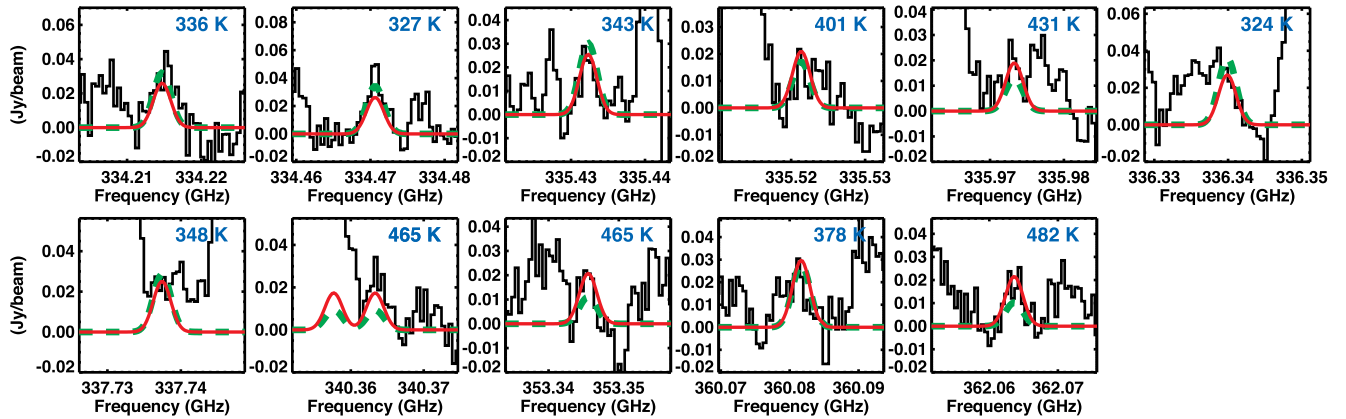 336 K 327 K 343 K 401 K 431 K 324 K
(Jy/beam)
0.06 0.04 0.02 0.00 -0.02
0.08 0.06 0.04 0.02 0.00 -0.02
0.04 0.03 0.02 0.01 0.00 -0.01 0.02
0.03 0.02 0.01 0.00 -0.01 0.02
0.04 0.03 0.02 0.01 0.00 -0.01 0.02
0.06 0.04 0.02 0.00 -0.02
334.21 334.22 334.46 334.47 334.48 335.43 335.44 335.52 335.53 335.97 335.98 336.33 336.34 336.35
Frequency (GHz) Frequency (GHz) Frequency (GHz) Frequency (GHz) Frequency (GHz) Frequency (GHz)
348 K 465 K 465 K 378 K 482 K
(Jy/beam)
0.04 0.02 0.00 -0.02
0.04 0.02 0.00 -0.02
0.04 0.03 0.02 0.01 0.00 0.01 0.02
0.04 0.03 0.02 0.01 0.00 -0.01 -0.02
0.04 0.03 0.02 0.01 0.00 -0.01 -0.02
337.73 337.74 340.36 340.37 353.34 353.35 360.07 360.08 360.09 362.06 362.07
Frequency (GHz) Frequency (GHz) Frequency (GHz) Frequency (GHz) Frequency (GHz)